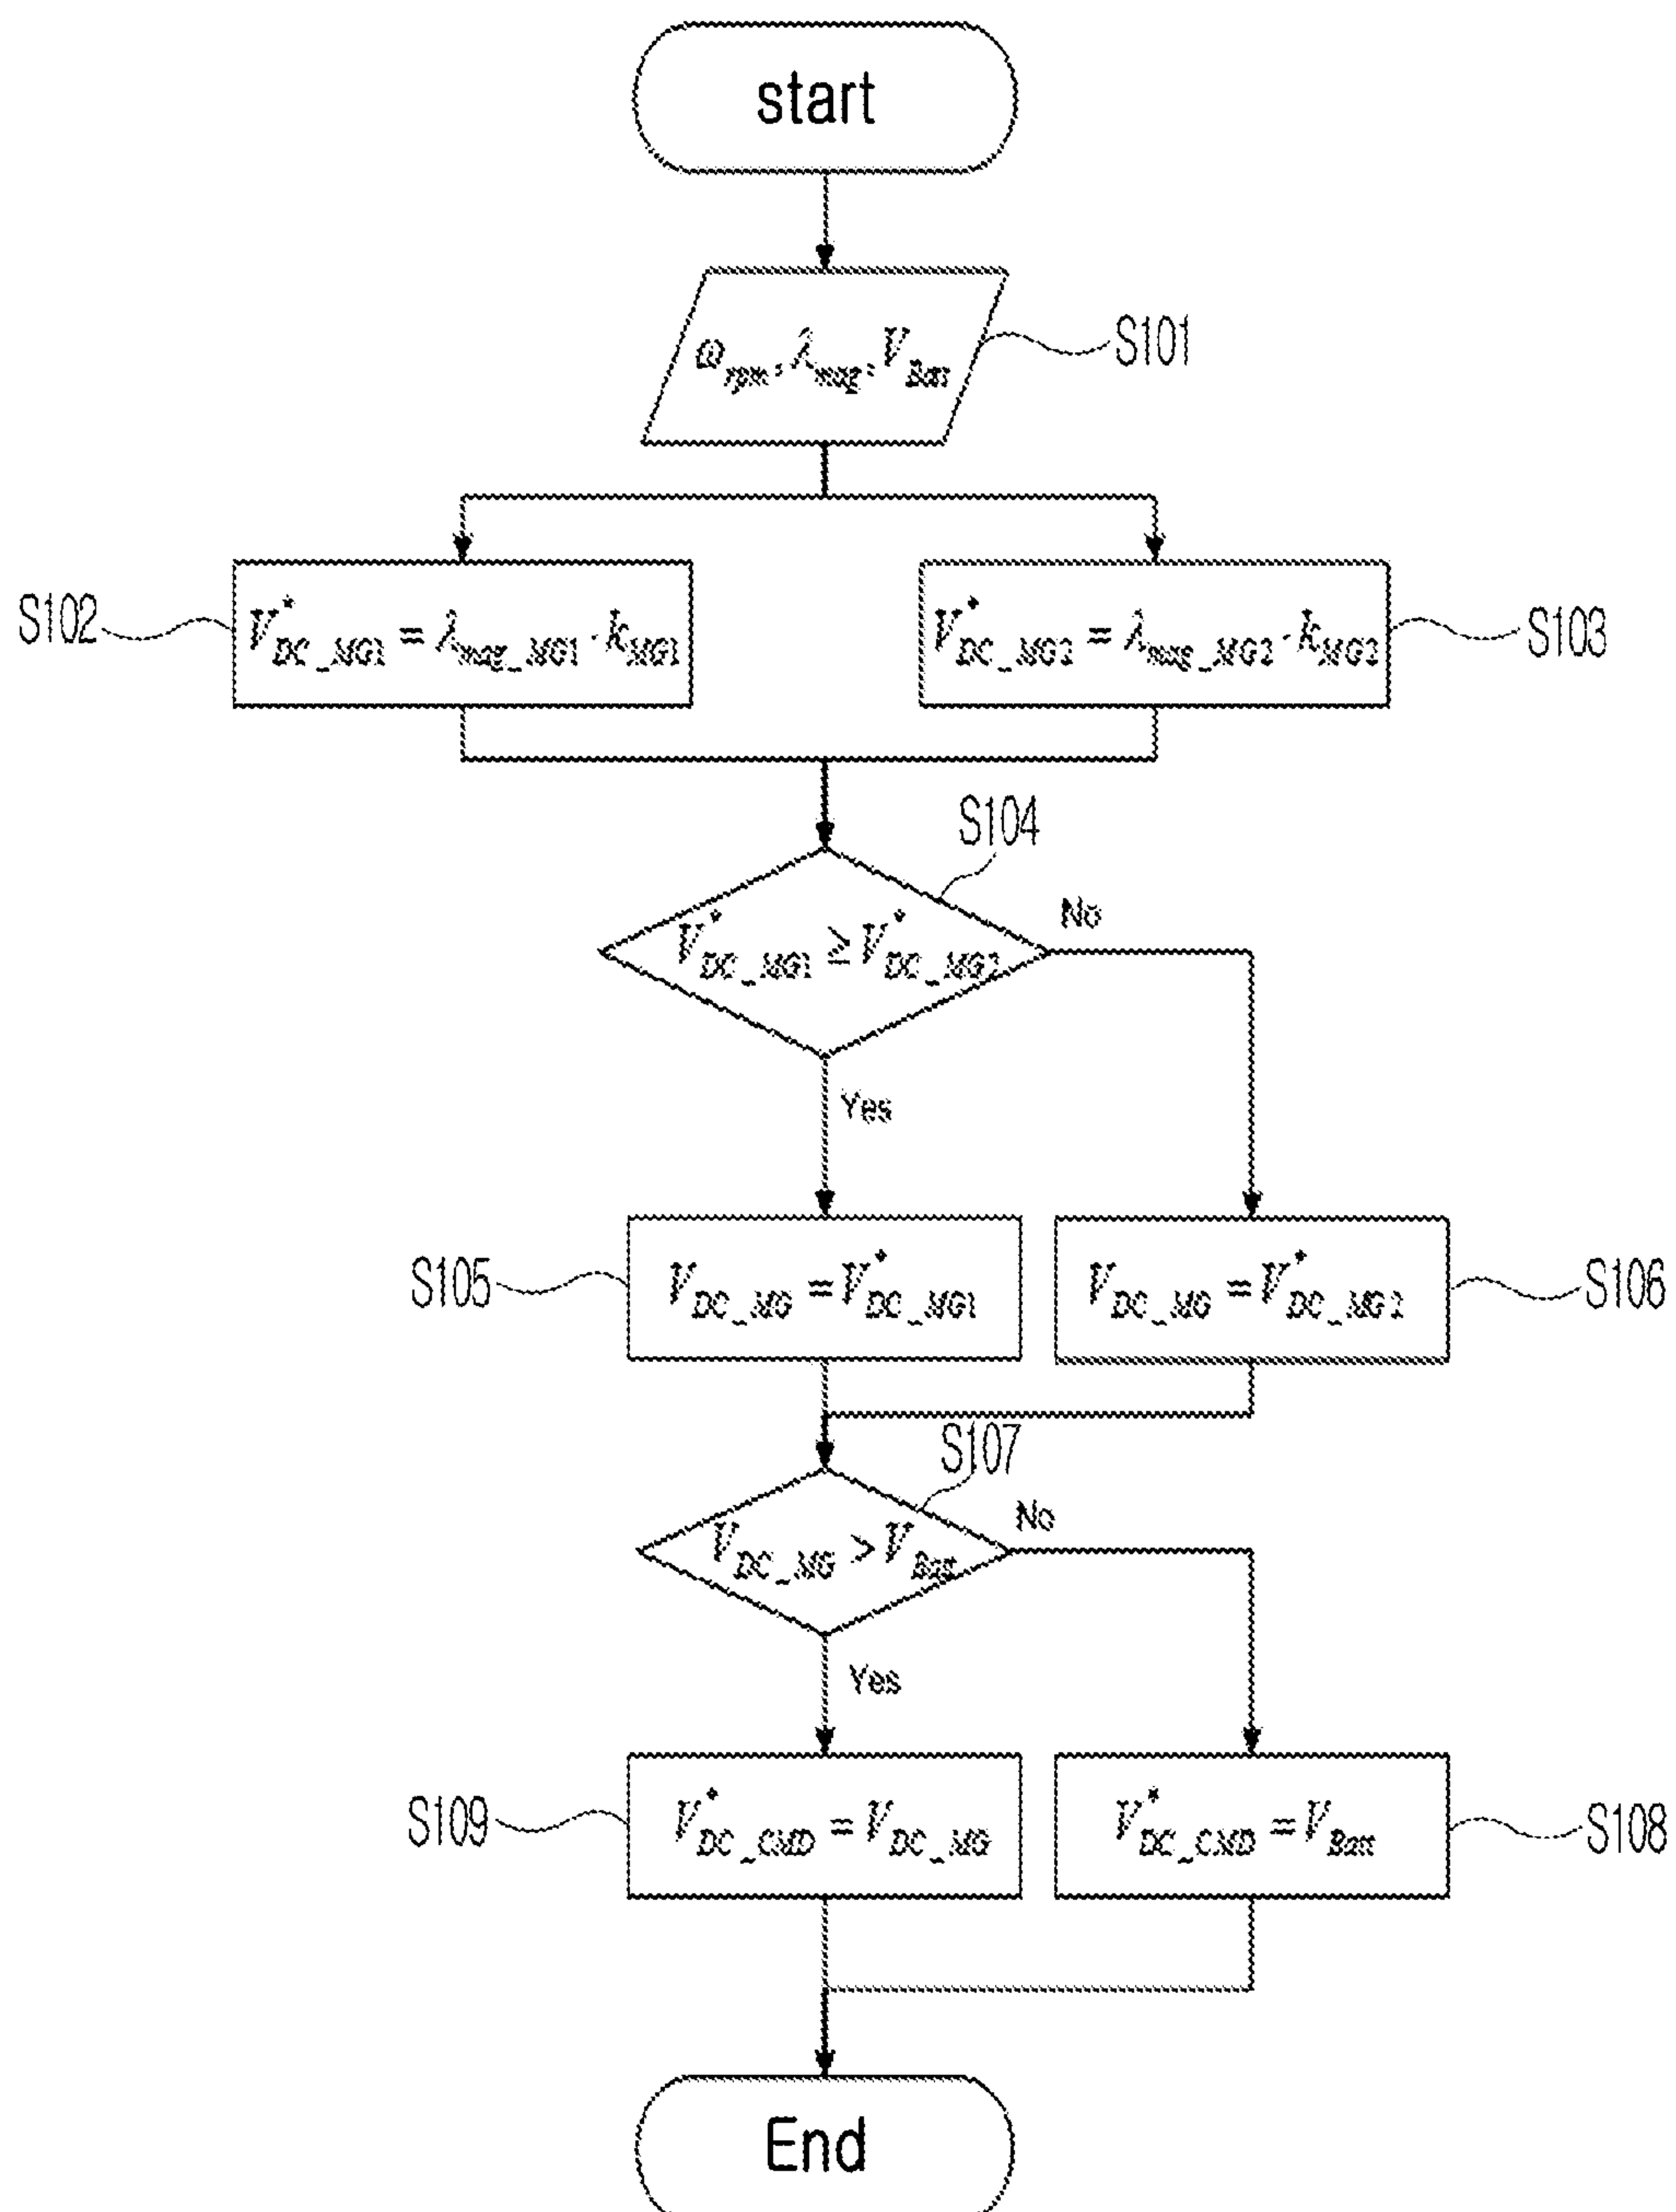 start
ω_rpm, λ_mag, V_Batt
S101
S102
V*_DC_MG1 = λ_mag_MG1 · k_MG1
V*_DC_MG2 = λ_mag_MG2 · k_MG2
S103
S104
V*_DC_MG1 ≥ V*_DC_MG2
No
Yes
S105
V_DC_MG = V*_DC_MG1
V_DC_MG = V*_DC_MG2
S106
S107
V_DC_MG > V_Batt
No
Yes
S109
V*_DC_CMD = V_DC_MG
V*_DC_CMD = V_Batt
S108
End